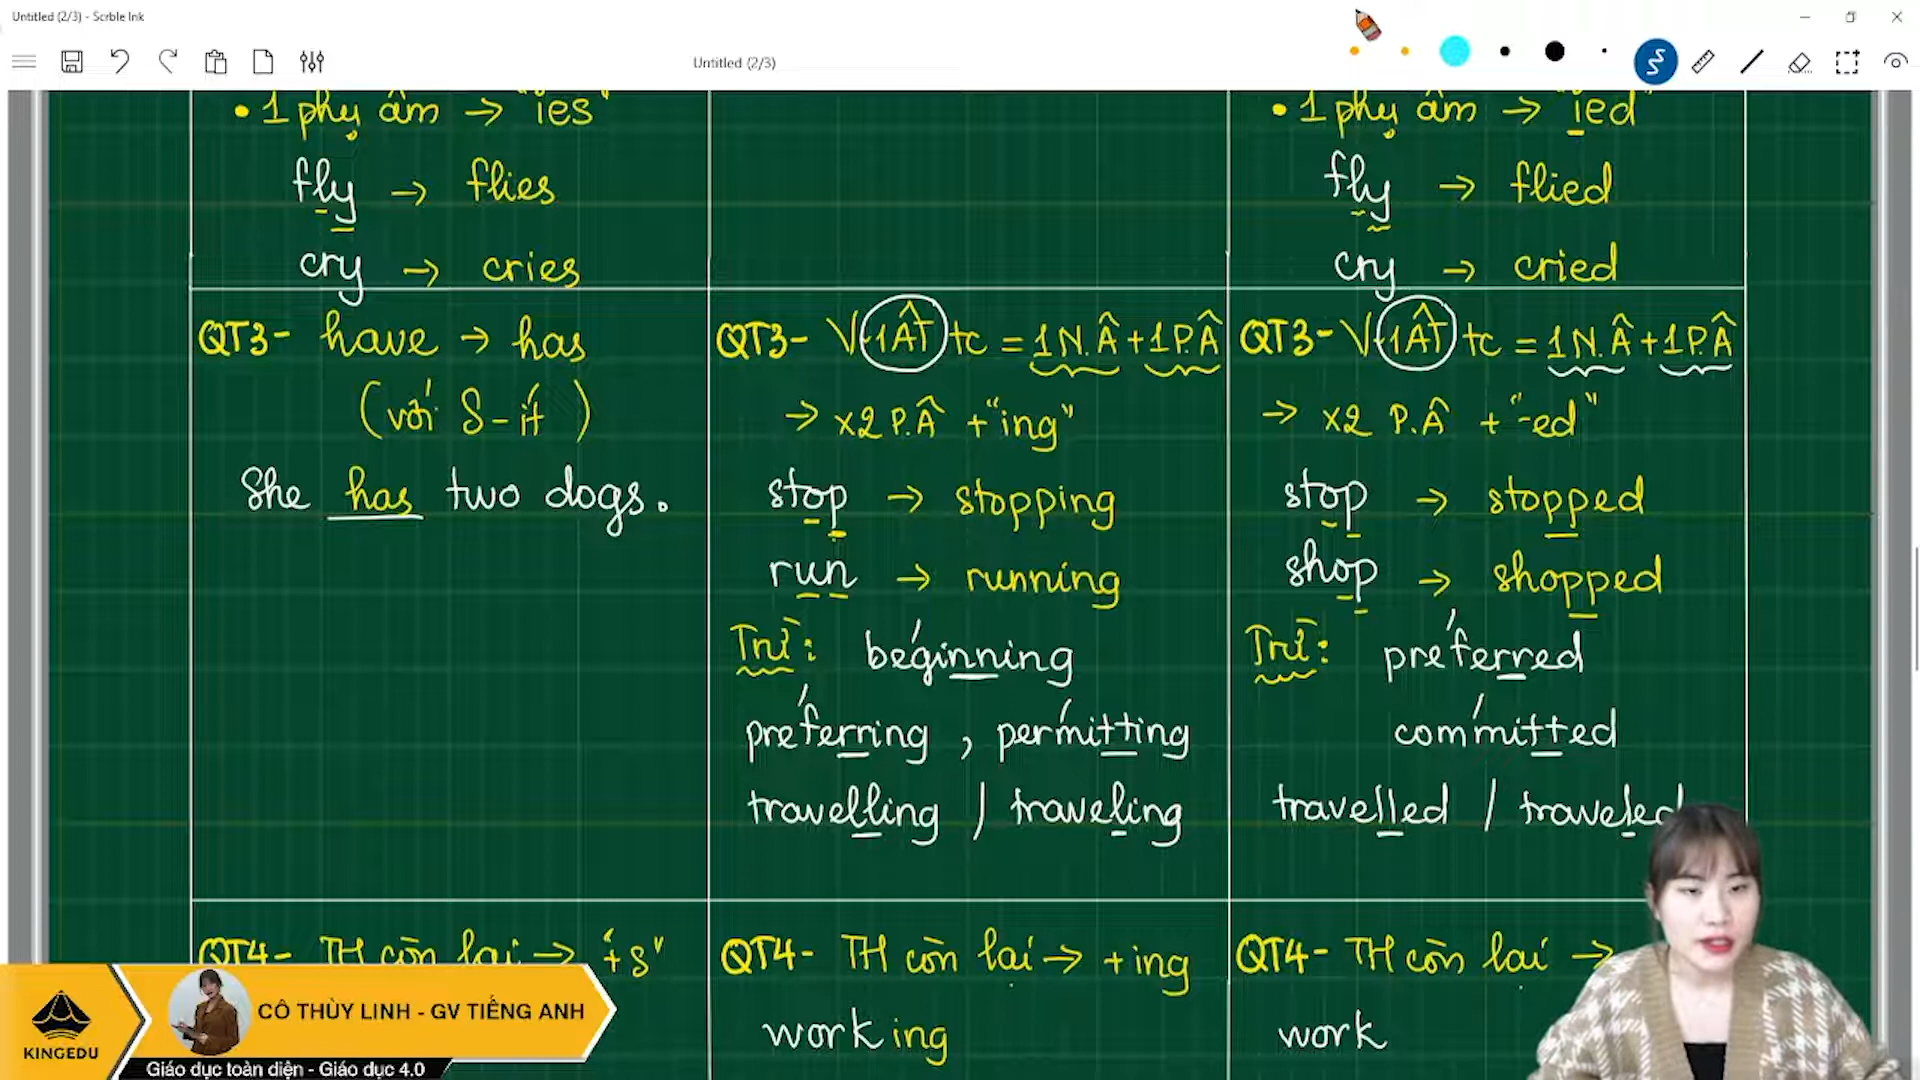 Untitled (2/3) - Scrble Ink
Untitled (2/3)
• 1 phụ âm → "ies"
fly → flies
cry → cries
• 1 phụ âm → "ied"
fly → flied
cry → cried
QT3- have → has
(với S-ít)
She has two dogs.
QT3- V-1ÂT tc = 1N.Â + 1P.Â
→ x2 P.Â + "ing"
stop → stopping
run → running
Trừ: beginning
preferring, permitting
travelling / traveling
QT3- V-1ÂT tc = 1N.Â + 1P.Â
→ x2 P.Â + "-ed"
stop → stopped
shop → shopped
Trừ: preferred
committed
travelled / traveled
QT4- TH còn lại → "+s"
QT4- TH còn lại → +ing
working
QT4- TH còn lại →
work
KINGEDU
CÔ THÙY LINH - GV TIẾNG ANH
Giáo dục toàn diện - Giáo dục 4.0